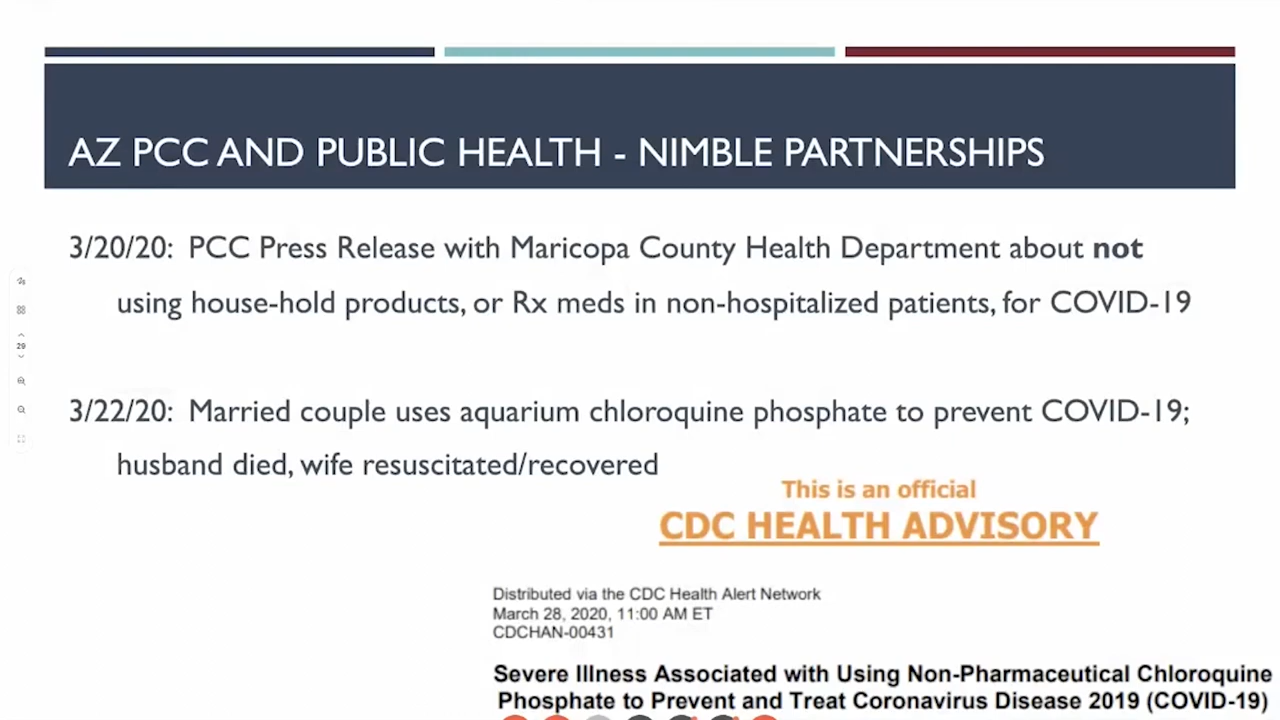 AZ PCC AND PUBLIC HEALTH - NIMBLE PARTNERSHIPS
3/20/20: PCC Press Release with Maricopa County Health Department about not
using house-hold products, or Rx meds in non-hospitalized patients, for COVID-19
29
3/22/20: Married couple uses aquarium chloroquine phosphate to prevent COVID-19;
husband died, wife resuscitated/recovered
This is an official
CDC HEALTH ADVISORY
Distributed via the CDC Health Alert Network
March 28, 2020, 11:00 AM ET
CDCHAN-00431
Severe Illness Associated with Using Non-Pharmaceutical Chloroquine
Phosphate to Prevent and Treat Coronavirus Disease 2019 (COVID-19)